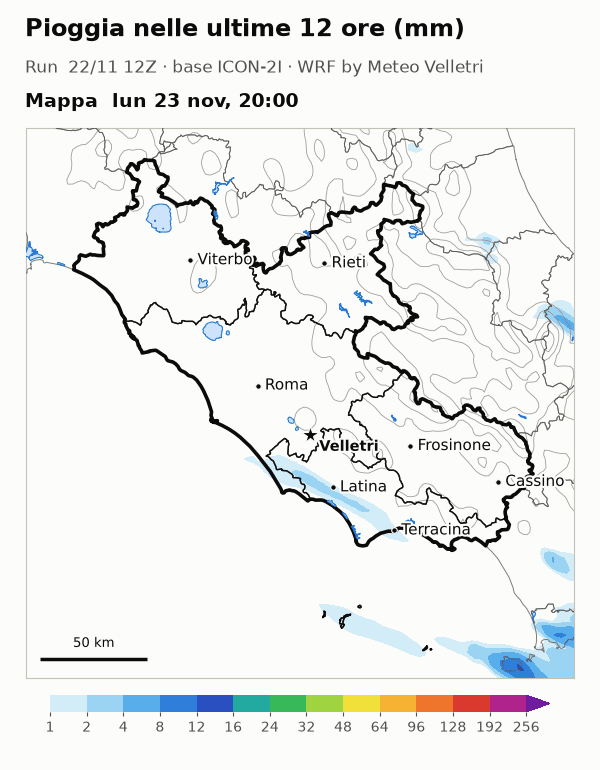 Pioggia nelle ultime 12 ore (mm)
Run 22/11 12Z · base ICON-2I · WRF by Meteo Velletri
Mappa lun 23 nov, 20:00
Viterbo
Rieti
Roma
Velletri
Frosinone
Cassino
Latina
Terracina
50 km
1 2 4 8 12 16 24 32 48 64 96 128 192 256